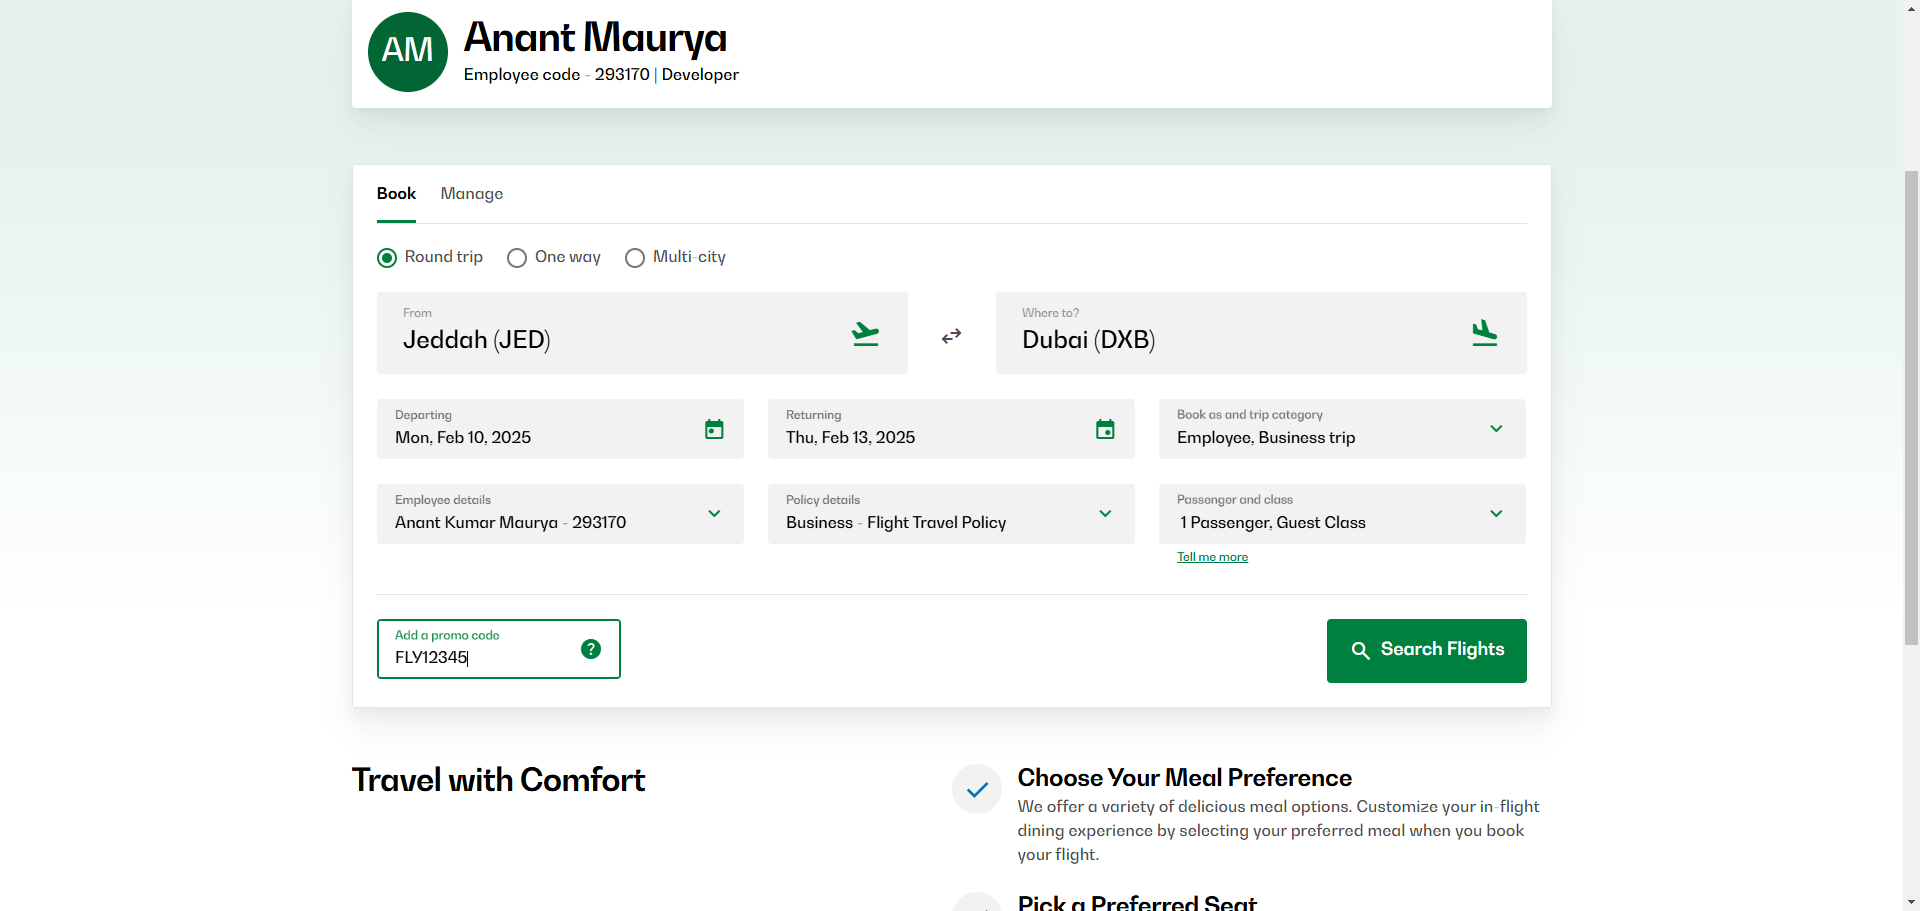 AM
Anant Maurya
Employee code - 293170 | Developer
Book Manage
Round trip One way Multi-city
From
Jeddah (JED)
Where to?
Dubai (DXB)
Departing
Mon, Feb 10, 2025
Returning
Thu, Feb 13, 2025
Book as and trip category
Employee, Business trip
Employee details
Anant Kumar Maurya - 293170
Policy details
Business - Flight Travel Policy
Passenger and class
1 Passenger, Guest Class
Tell me more
Add a promo code
FLY12345
?
Search Flights
Travel with Comfort
Choose Your Meal Preference
We offer a variety of delicious meal options. Customize your in-flight
dining experience by selecting your preferred meal when you book
your flight.
Pick a Preferred Seat